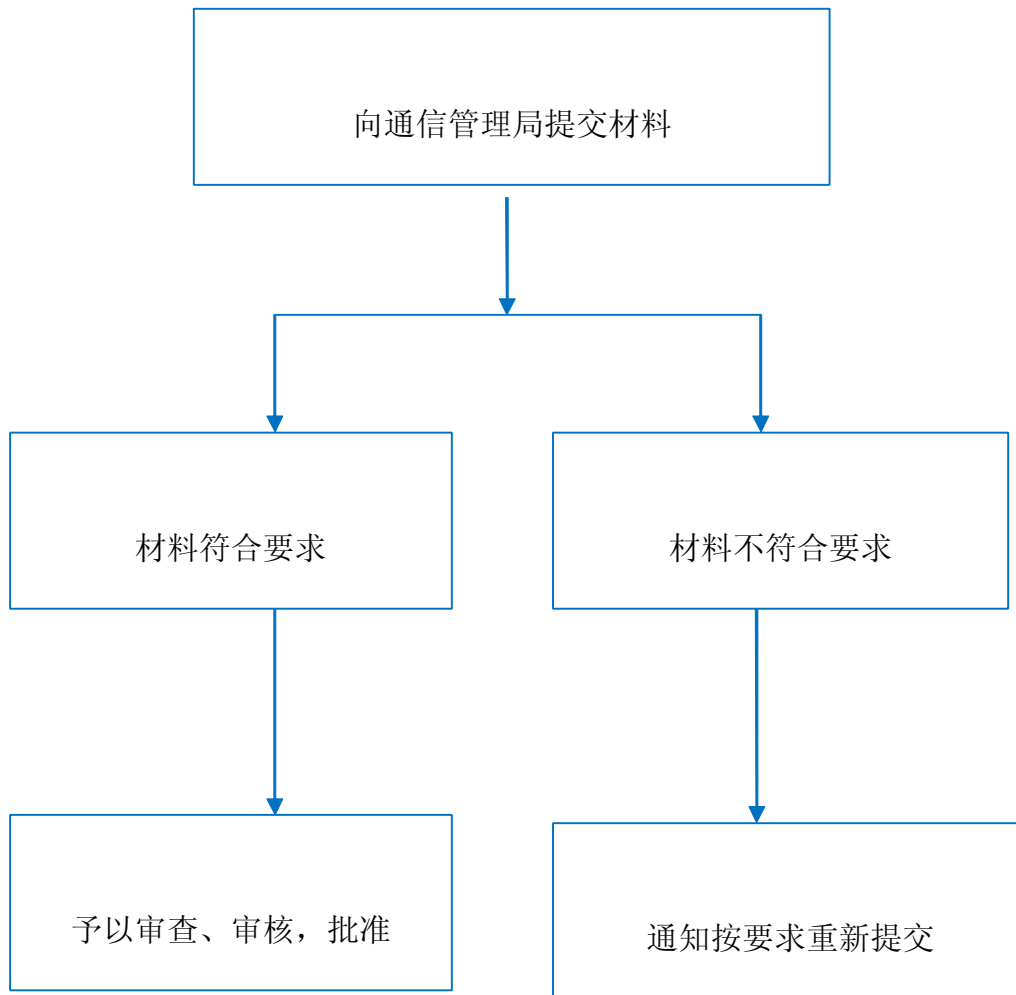 向通信管理局提交材料
材料符合要求
材料不符合要求
予以审查、审核，批准
通知按要求重新提交